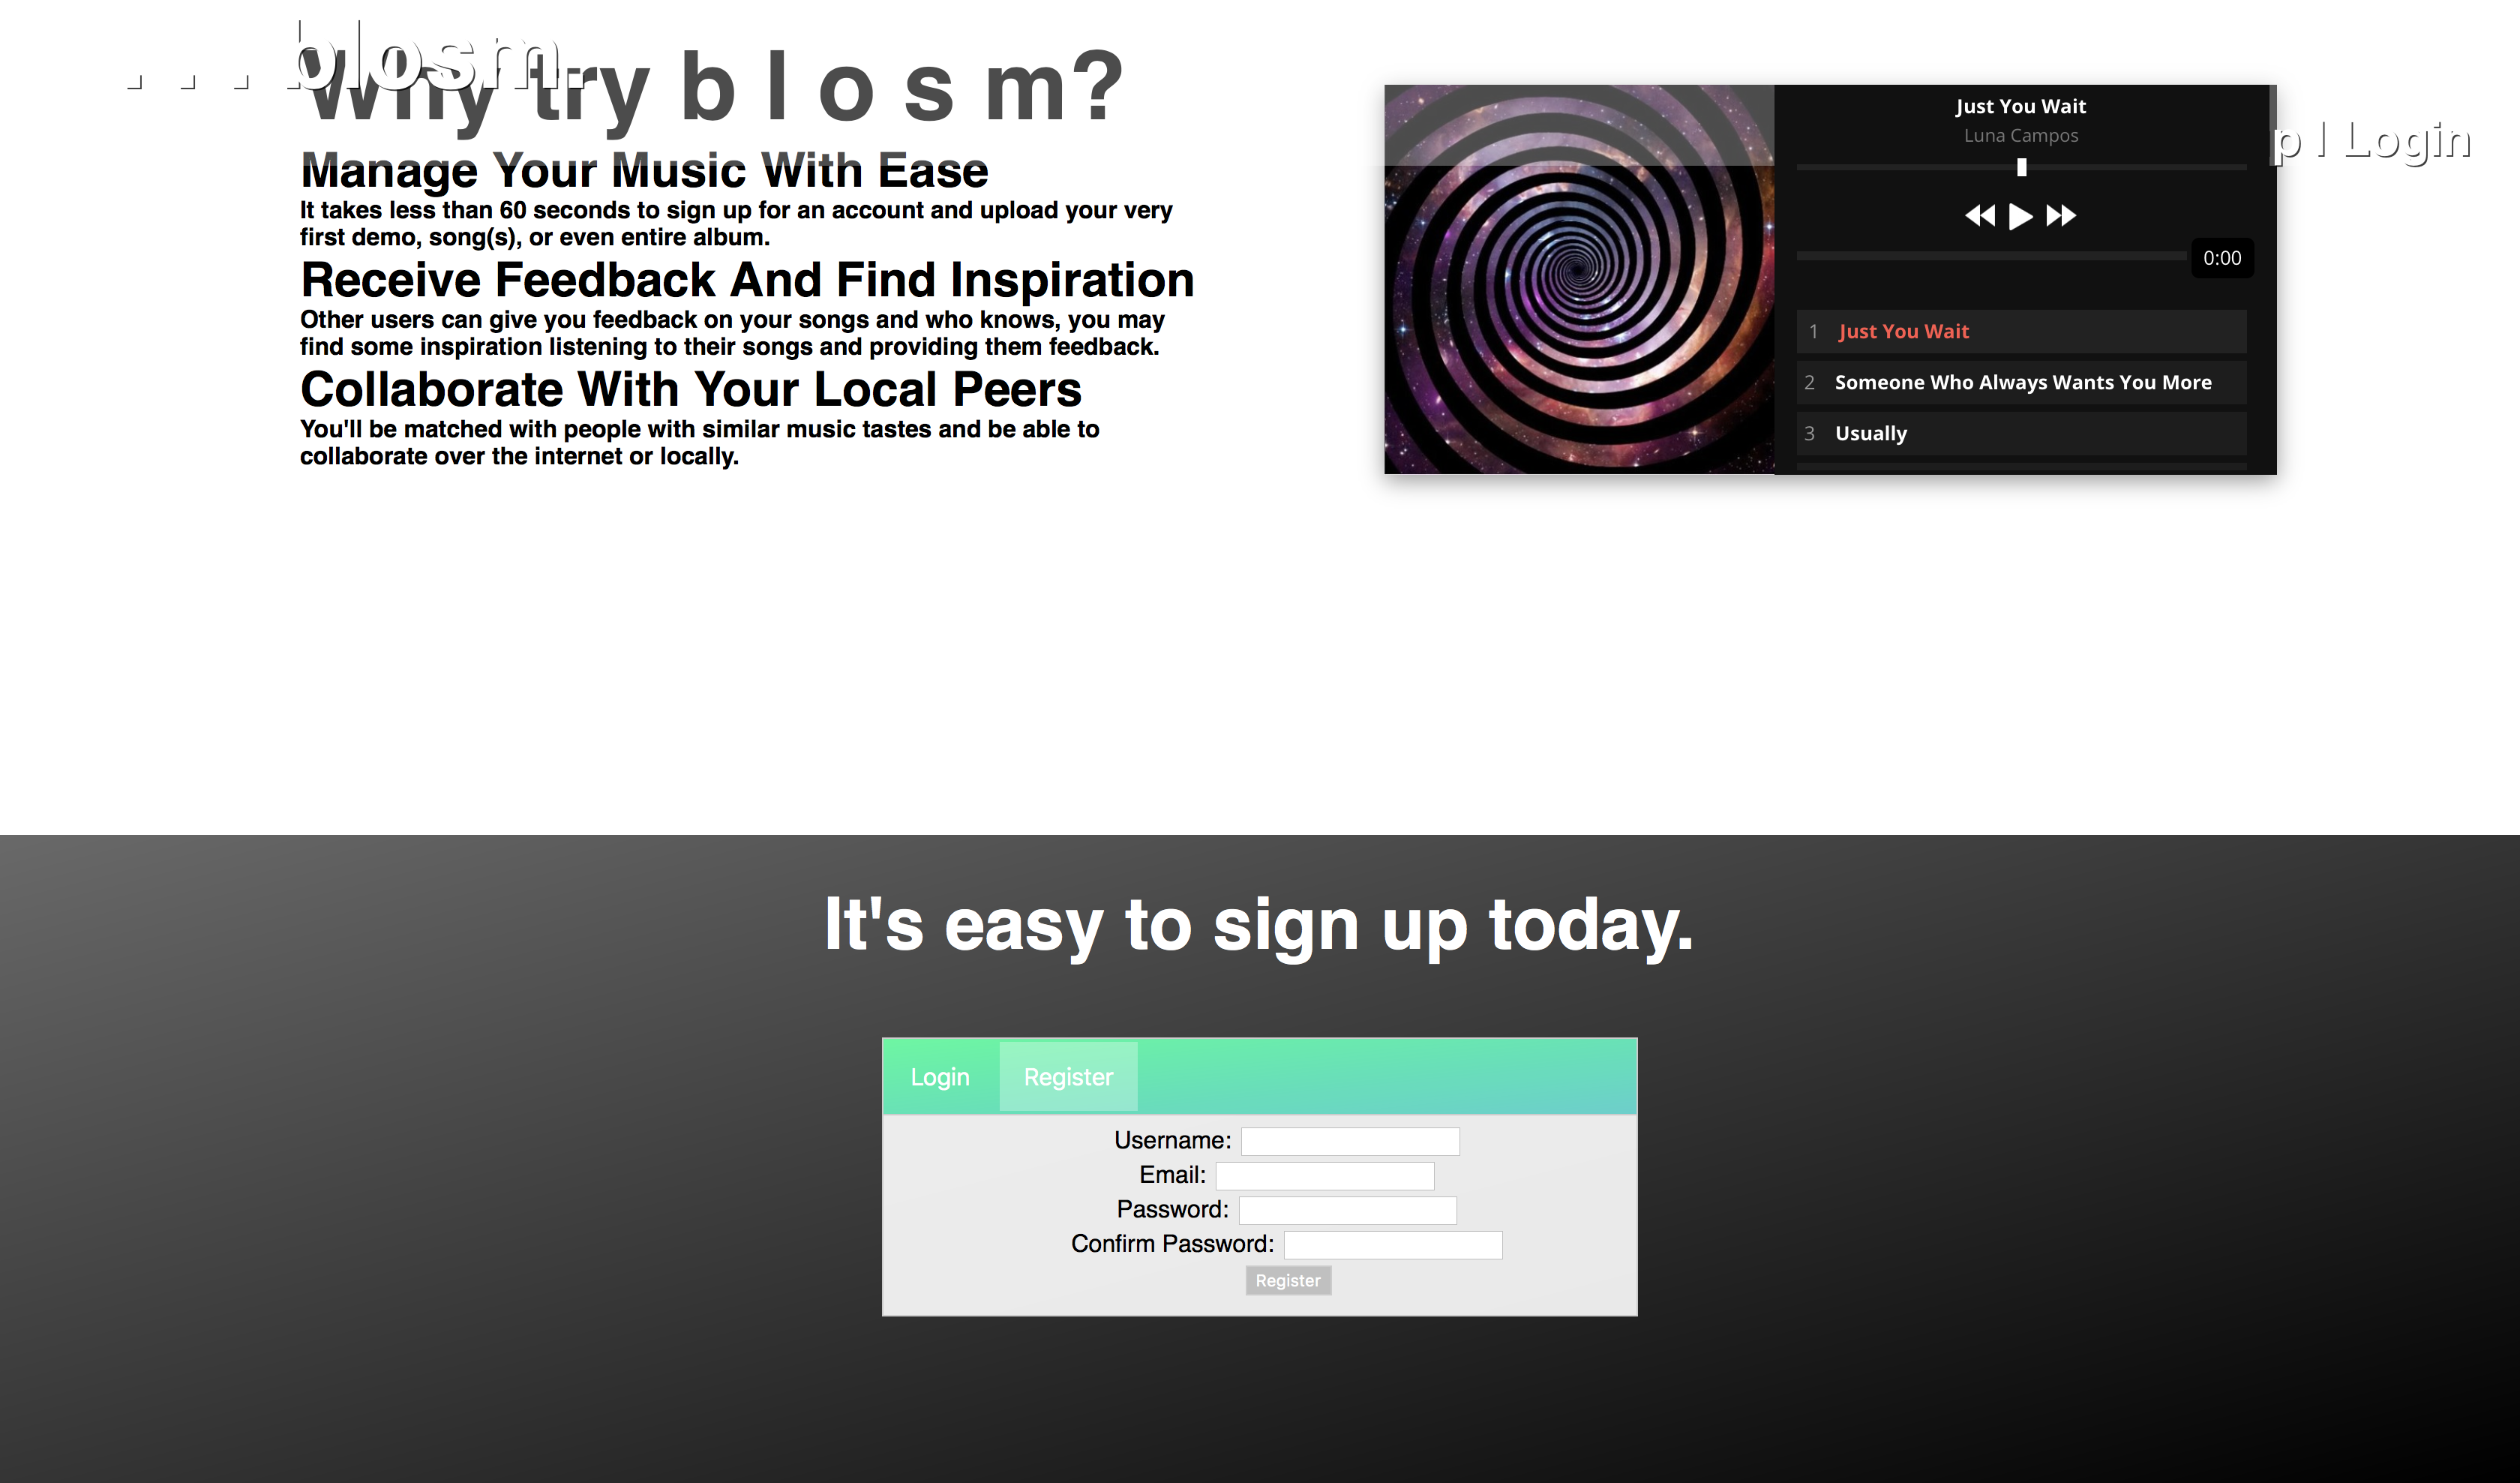 . . . blosm.
Why try b l o s m?
Manage Your Music With Ease
It takes less than 60 seconds to sign up for an account and upload your very
first demo, song(s), or even entire album.
Receive Feedback And Find Inspiration
Other users can give you feedback on your songs and who knows, you may
find some inspiration listening to their songs and providing them feedback.
Collaborate With Your Local Peers
You'll be matched with people with similar music tastes and be able to
collaborate over the internet or locally.
Just You Wait
Luna Campos
p | Login
0:00
1 Just You Wait
2 Someone Who Always Wants You More
3 Usually
It's easy to sign up today.
Login Register
Username:
Email:
Password:
Confirm Password:
Register